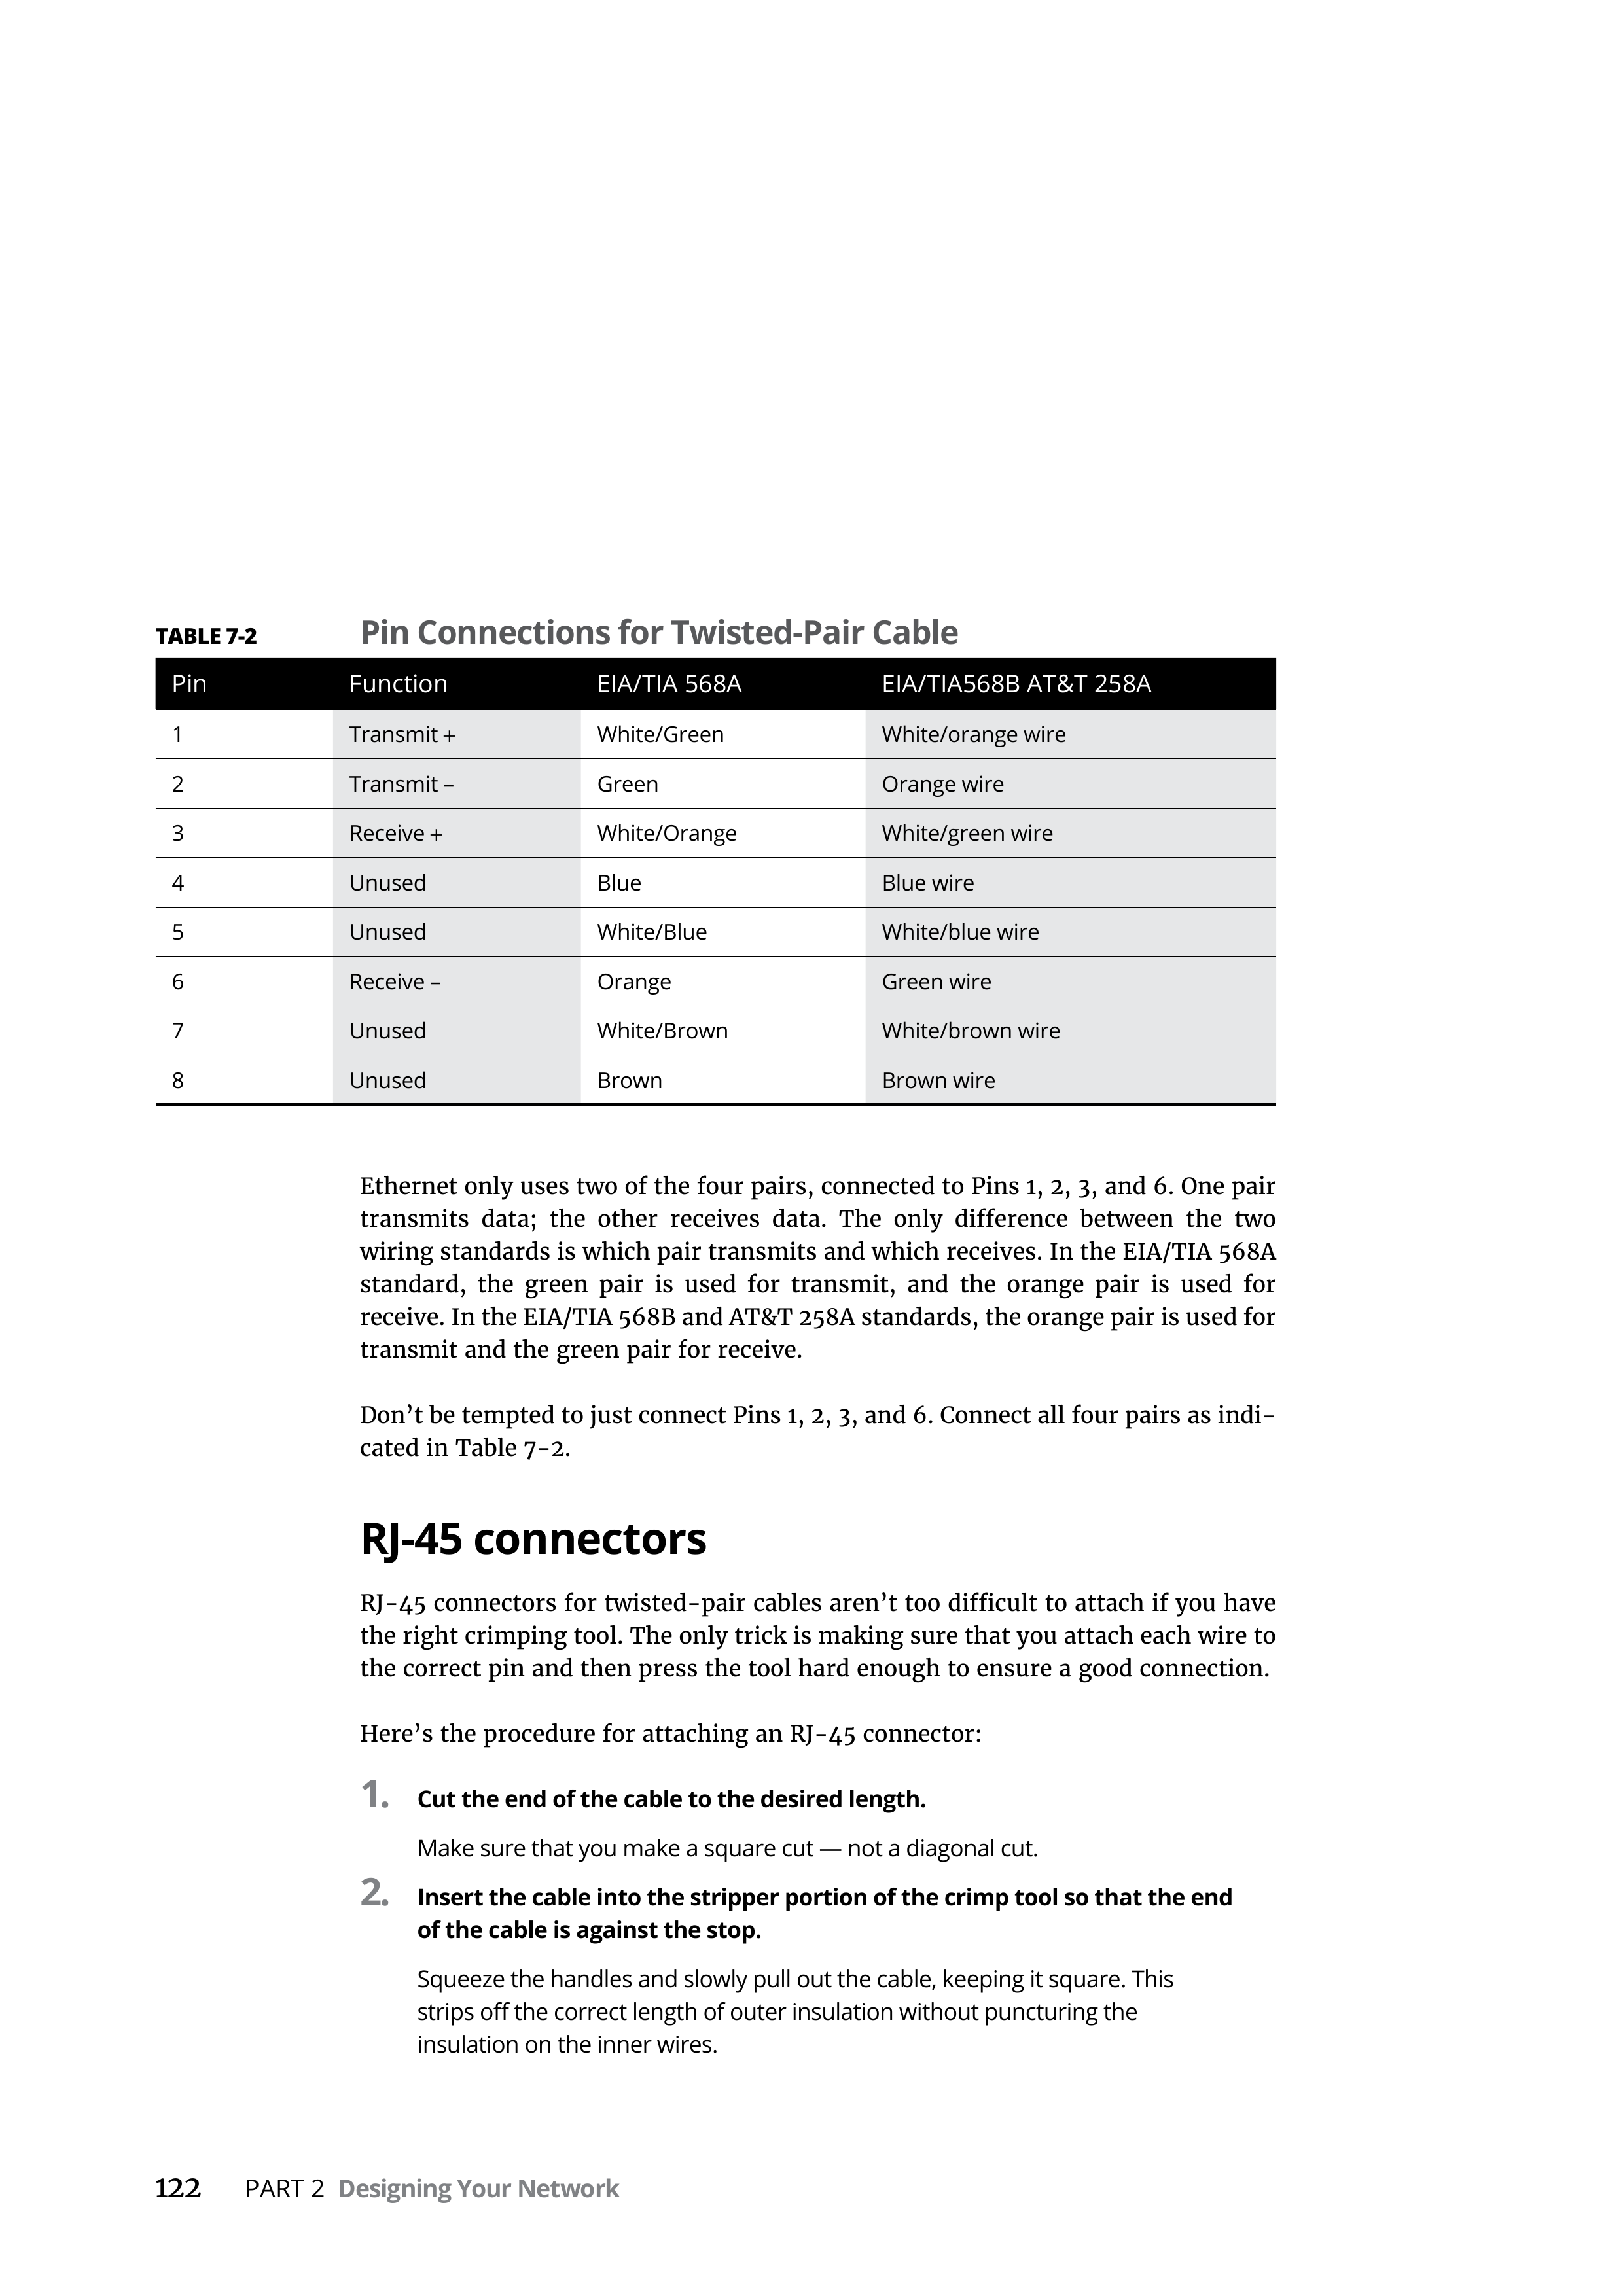 TABLE 7-2 Pin Connections for Twisted-Pair Cable
Pin Function EIA/TIA 568A EIA/TIA568B AT&T 258A
1 Transmit + White/Green White/orange wire
2 Transmit – Green Orange wire
3 Receive + White/Orange White/green wire
4 Unused Blue Blue wire
5 Unused White/Blue White/blue wire
6 Receive – Orange Green wire
7 Unused White/Brown White/brown wire
8 Unused Brown Brown wire
Ethernet only uses two of the four pairs, connected to Pins 1, 2, 3, and 6. One pair
transmits data; the other receives data. The only difference between the two
wiring standards is which pair transmits and which receives. In the EIA/TIA 568A
standard, the green pair is used for transmit, and the orange pair is used for
receive. In the EIA/TIA 568B and AT&T 258A standards, the orange pair is used for
transmit and the green pair for receive.
Don’t be tempted to just connect Pins 1, 2, 3, and 6. Connect all four pairs as indi-
cated in Table 7-2.
RJ-45 connectors
RJ-45 connectors for twisted-pair cables aren’t too difficult to attach if you have
the right crimping tool. The only trick is making sure that you attach each wire to
the correct pin and then press the tool hard enough to ensure a good connection.
Here’s the procedure for attaching an RJ-45 connector:
1. Cut the end of the cable to the desired length.
Make sure that you make a square cut — not a diagonal cut.
2. Insert the cable into the stripper portion of the crimp tool so that the end
of the cable is against the stop.
Squeeze the handles and slowly pull out the cable, keeping it square. This
strips off the correct length of outer insulation without puncturing the
insulation on the inner wires.
122 PART 2 Designing Your Network